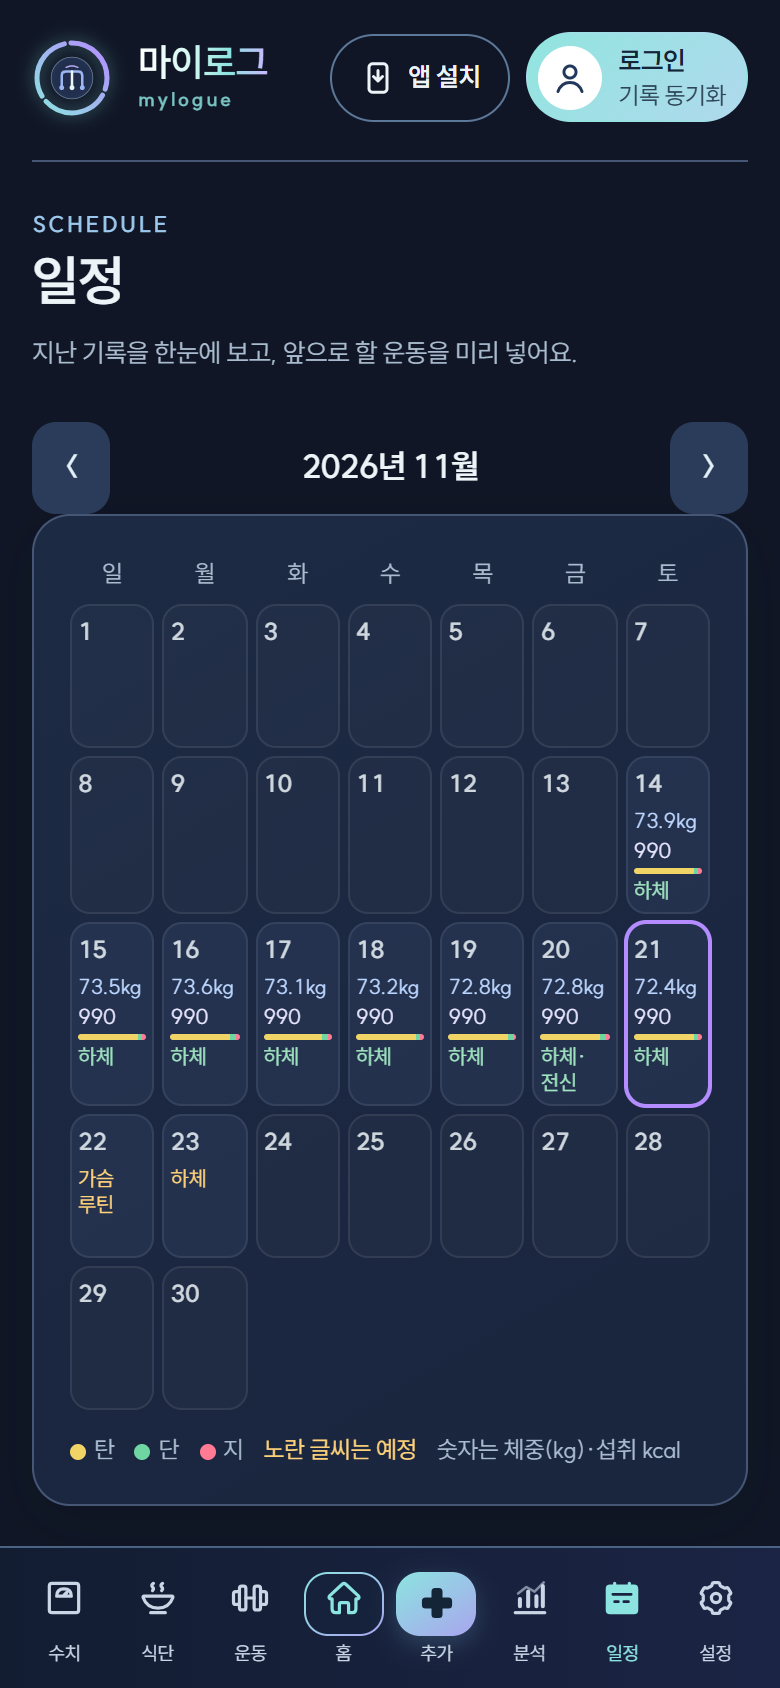 마이로그
mylogue
앱 설치
로그인
기록 동기화
SCHEDULE
일정
지난 기록을 한눈에 보고, 앞으로 할 운동을 미리 넣어요.
2026년 11월
일 월 화 수 목 금 토
1 2 3 4 5 6 7
8 9 10 11 12 13 14
73.9kg
990
하체
15 16 17 18 19 20 21
73.5kg 73.6kg 73.1kg 73.2kg 72.8kg 72.8kg 72.4kg
990 990 990 990 990 990 990
하체 하체 하체 하체 하체 하체· 하체
전신
22 23 24 25 26 27 28
가슴 하체
루틴
29 30
탄 단 지 노란 글씨는 예정 숫자는 체중(kg)·섭취 kcal
수치 식단 운동 홈 추가 분석 일정 설정